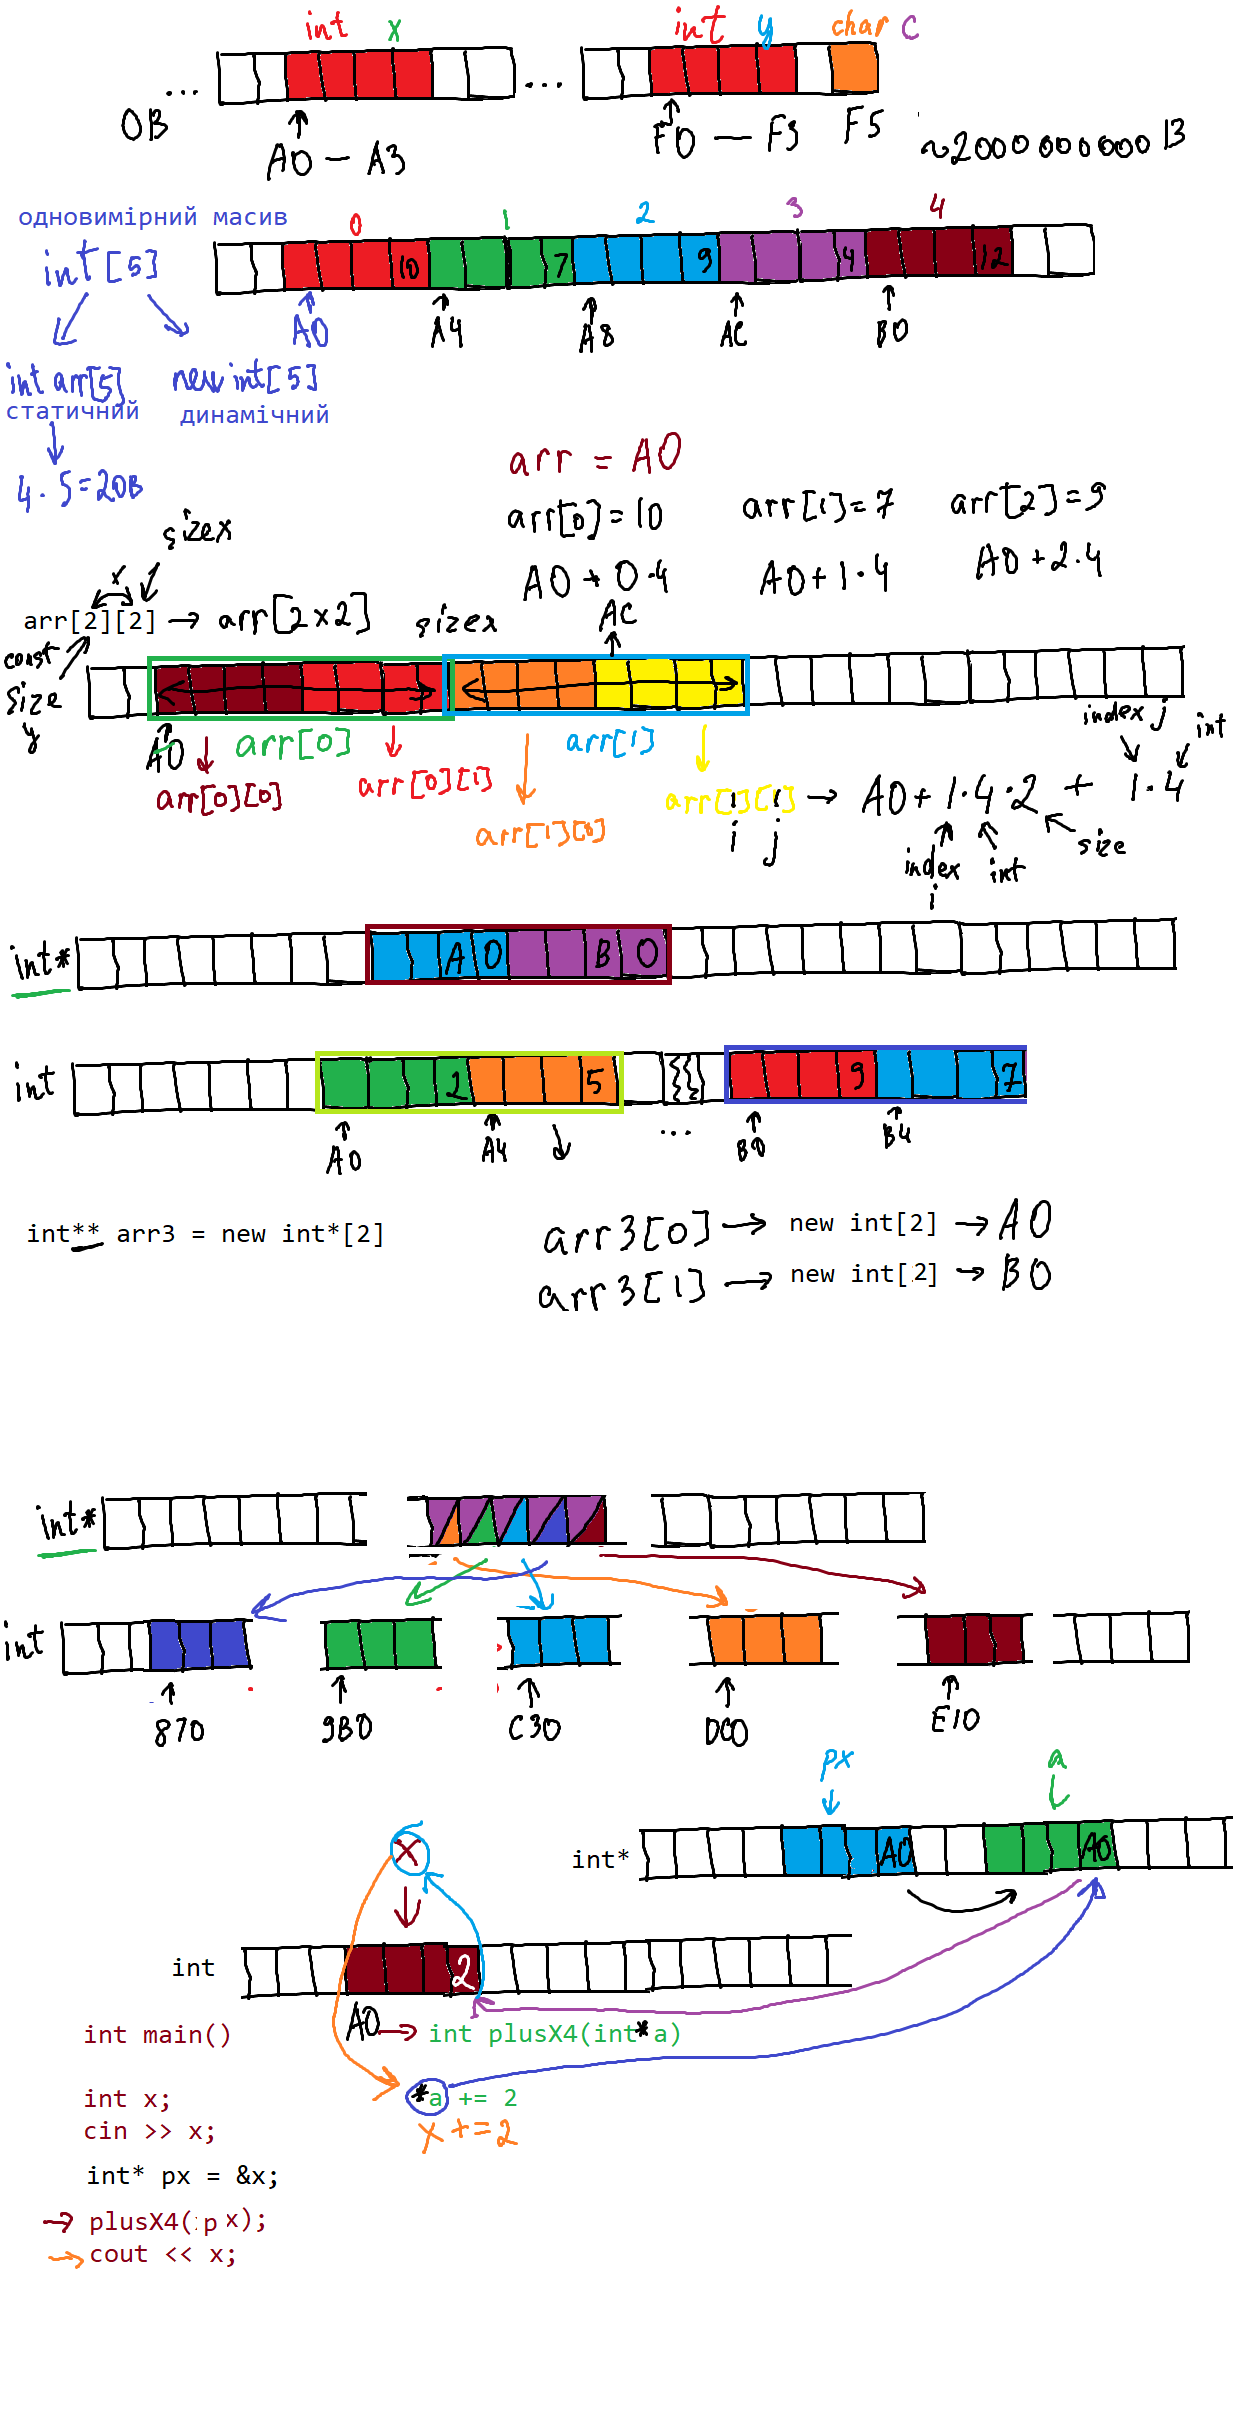 int x
int y char c
...
...
0B
A0 – A3
F0 — F3 F5
~2000000000 B
одновимірний масив
0 1 2 3 4
int[5]
10 7 9 4 12
A0 A4 A8 AC B0
int arr[5] new int[5]
статичний динамічний
4·5=20B
arr = A0
arr[0]=10 arr[1]=7 arr[2]=9
A0+0·4 A0+1·4 A0+2·4
sizex
x
arr[2][2] → arr[2x2] sizex AC
const
size
y
A0 arr[0] arr[1]
index j int
arr[0][0] arr[0][1] arr[1][0] arr[1][1] → A0+1·4·2 + 1·4
i j
index int size
i
int* A0 B0
int 2 5 9 7
A0 A4 ... B0 B4
int** arr3 = new int*[2]
arr3[0] → new int[2] → A0
arr3[1] → new int[2] → B0
int*
int
870 9B0 C30 D00 E10
px a
x
int* A0 A0
int 2
A0
int main() → int plusX4(int*a)
int x; *a += 2
cin >> x; x+=2
int* px = &x;
→ plusX4(px);
→ cout << x;